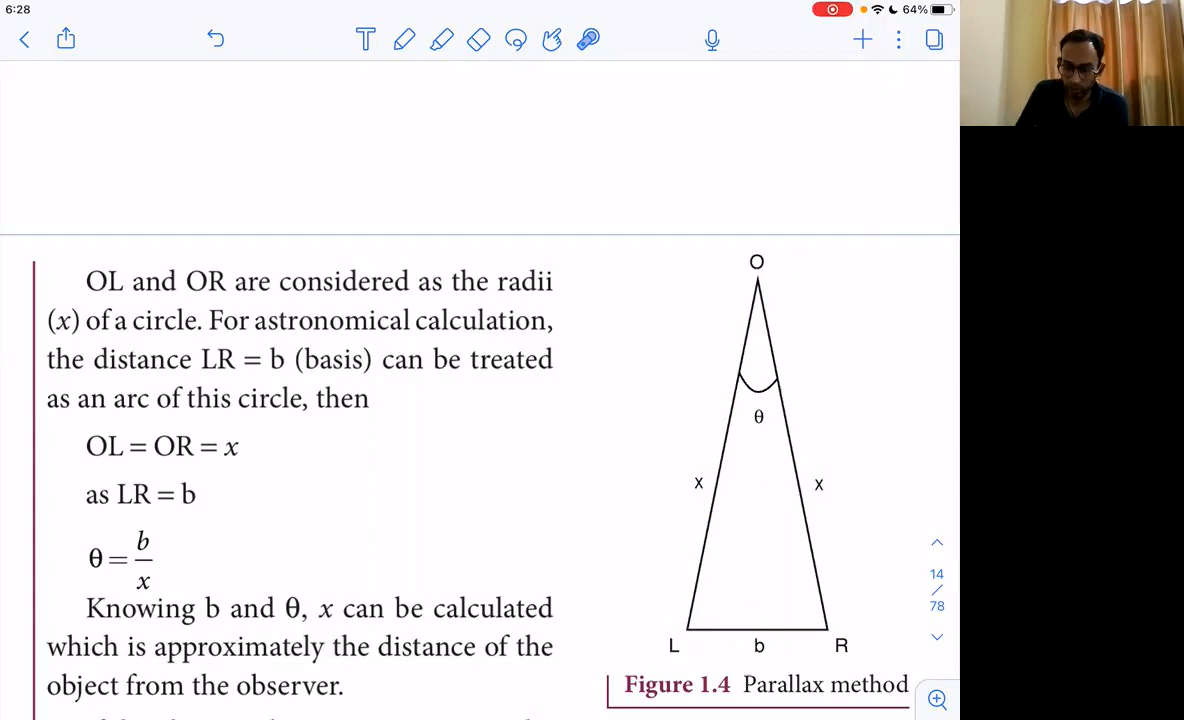 6:28
64%
T
OL and OR are considered as the radii
(x) of a circle. For astronomical calculation,
the distance LR = b (basis) can be treated
as an arc of this circle, then
OL = OR = x
as LR = b
θ = b/x
Knowing b and θ, x can be calculated
which is approximately the distance of the
object from the observer.
O
θ
x x
L b R
Figure 1.4 Parallax method
14
/
78